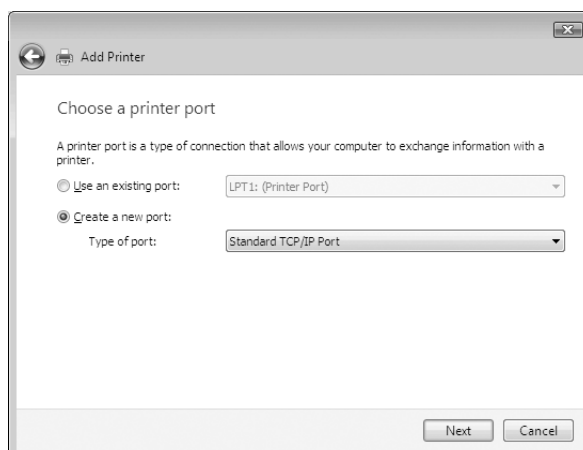 Add Printer
Choose a printer port
A printer port is a type of connection that allows your computer to exchange information with a
printer.
Use an existing port: LPT1: (Printer Port)
Create a new port:
Type of port: Standard TCP/IP Port
Next Cancel